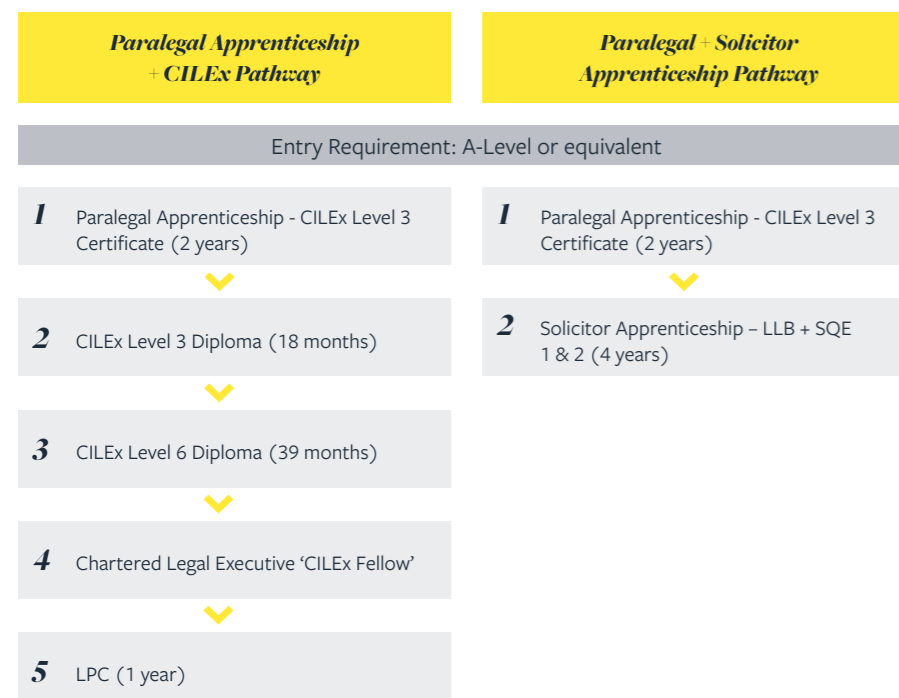 Paralegal Apprenticeship
+ CILEx Pathway
Paralegal + Solicitor
Apprenticeship Pathway
Entry Requirement: A-Level or equivalent
1
Paralegal Apprenticeship - CILEx Level 3
Certificate (2 years)
2
CILEx Level 3 Diploma (18 months)
3
CILEx Level 6 Diploma (39 months)
4
Chartered Legal Executive ‘CILEx Fellow’
5
LPC (1 year)
1
Paralegal Apprenticeship - CILEx Level 3
Certificate (2 years)
2
Solicitor Apprenticeship – LLB + SQE
1 & 2 (4 years)